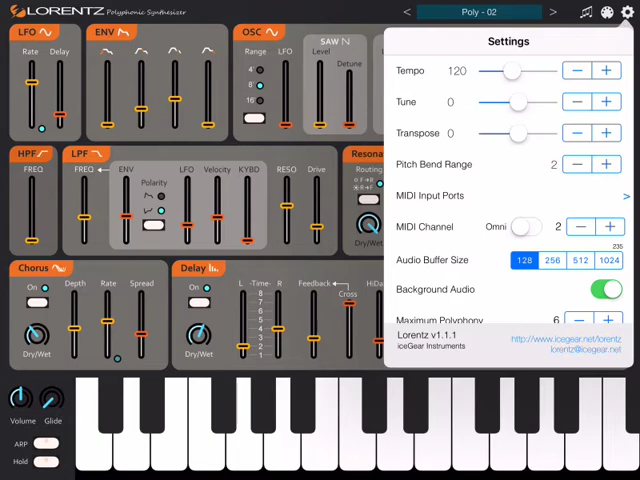 LORENTZ Polyphonic Synthesizer
< Poly - 02 >
LFO
Rate Delay
ENV
OSC
Range LFO
4'
8'
16'
SAW
Level
Detune
HPF
FREQ
LPF
FREQ
ENV
Polarity
LFO Velocity KYBD
RESO Drive
Resona
Routing
F→R
R→F
Dry/Wet
Chorus
On
Depth Rate Spread
Dry/Wet
Delay
On
L -Time- R
8
7
6
5
4
3
2
1
Feedback
Cross
HiDa
Dry/Wet
Settings
Tempo 120 − +
Tune 0 − +
Transpose 0 − +
Pitch Bend Range 2 − +
MIDI Input Ports >
MIDI Channel Omni 2 − +
235
Audio Buffer Size 128 256 512 1024
Background Audio
Maximum Polyphony 6 − +
Lorentz v1.1.1
iceGear Instruments
http://www.icegear.net/lorentz
lorentz@icegear.net
Volume Glide
ARP
Hold